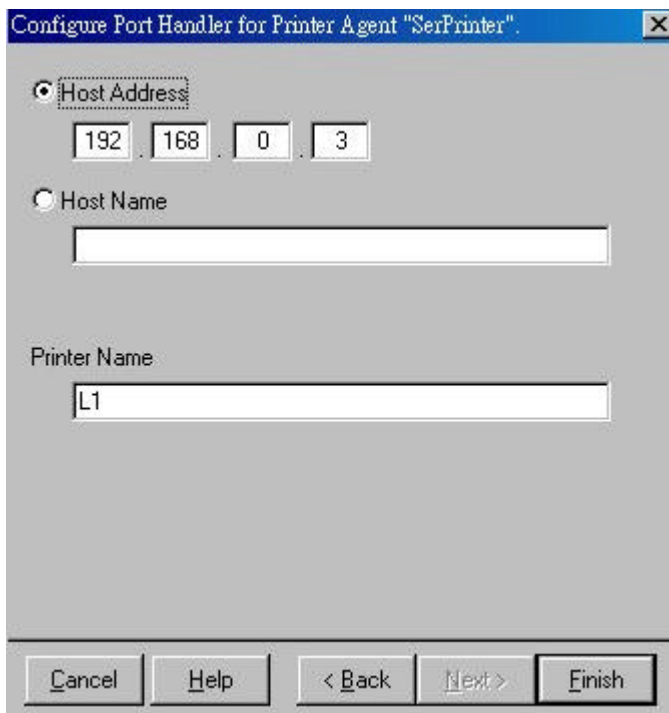 Configure Port Handler for Printer Agent "SerPrinter".
Host Address
192 . 168 . 0 . 3
Host Name
Printer Name
L1
Cancel Help < Back Next > Finish